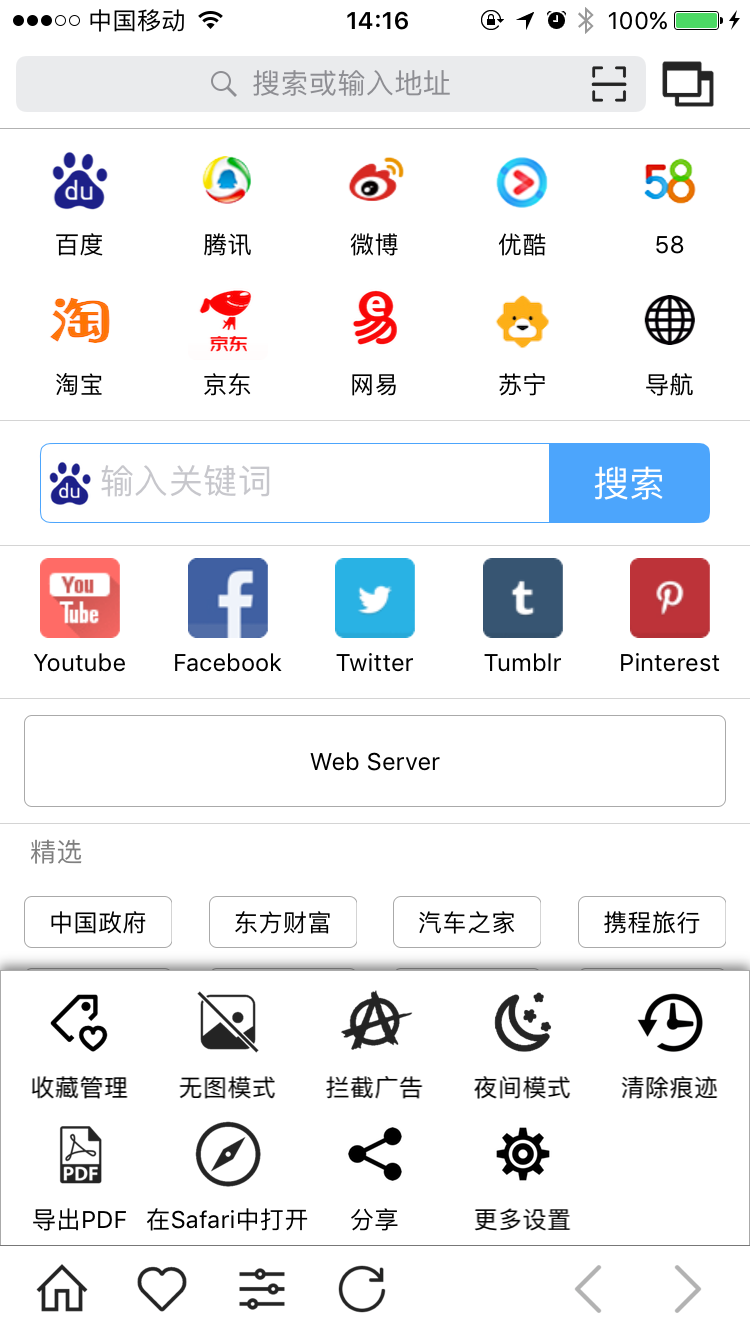 中国移动 14:16 100%
搜索或输入地址
du 58
百度 腾讯 微博 优酷 58
淘 京东 e易
淘宝 京东 网易 苏宁 导航
du 输入关键词 搜索
You Tube f t p
Youtube Facebook Twitter Tumblr Pinterest
Web Server
精选
中国政府 东方财富 汽车之家 携程旅行
收藏管理 无图模式 拦截广告 夜间模式 清除痕迹
PDF
导出PDF 在Safari中打开 分享 更多设置